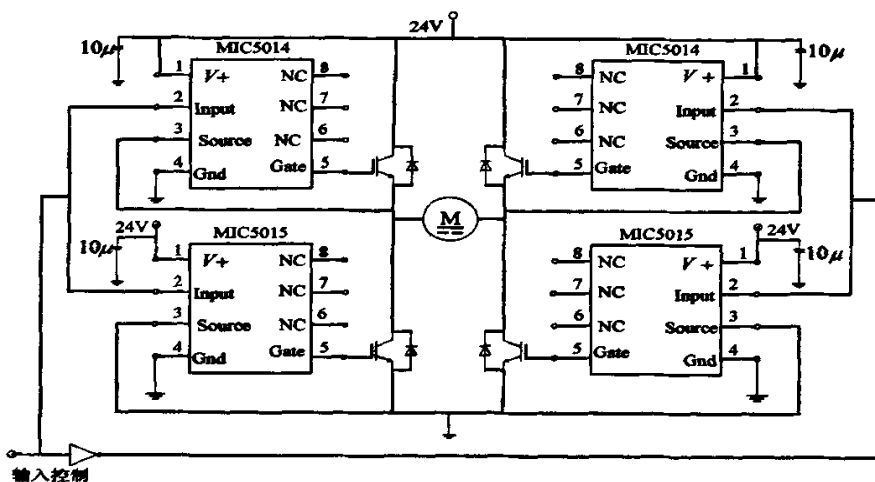 24V
10μ
MIC5014
1 V+ NC 8
2 Input NC 7
3 Source NC 6
4 Gnd Gate 5
MIC5014
10μ
8 NC V+ 1
7 NC Input 2
6 NC Source 3
5 Gate Gnd 4
M
24V
10μ
MIC5015
1 V+ NC 8
2 Input NC 7
3 Source NC 6
4 Gnd Gate 5
MIC5015
24V
10μ
8 NC V+ 1
7 NC Input 2
6 NC Source 3
5 Gate Gnd 4
输入控制